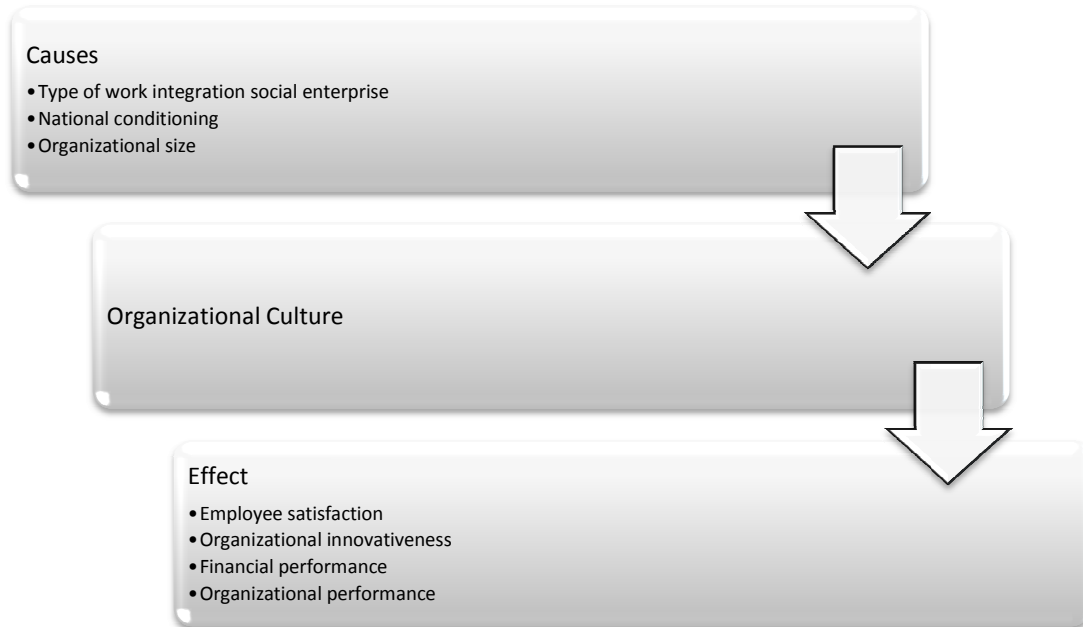 Causes
•Type of work integration social enterprise
•National conditioning
•Organizational size
Organizational Culture
Effect
•Employee satisfaction
•Organizational innovativeness
•Financial performance
•Organizational performance